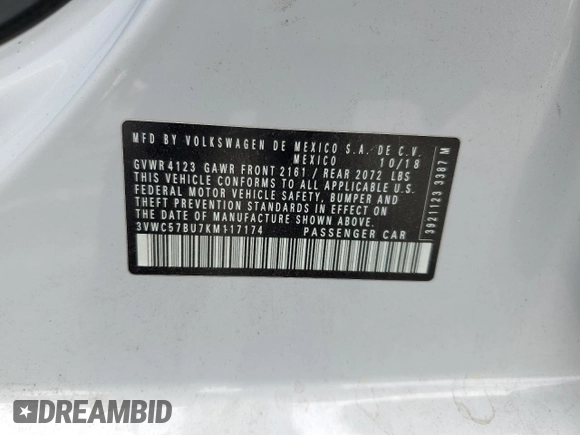 MFD BY VOLKSWAGEN DE MEXICO S.A. DE C.V.
MEXICO 10/18
GVWR 4123 GAWR FRONT 2161 / REAR 2072 LBS
THIS VEHICLE CONFORMS TO ALL APPLICABLE U.S.
FEDERAL MOTOR VEHICLE SAFETY, BUMPER AND
THEFT PREVENTION STANDARDS IN EFFECT ON
THE DATE OF MANUFACTURE SHOWN ABOVE.
3VWC57BU7KM117174 PASSENGER CAR
3921123 3387 M
DREAMBID